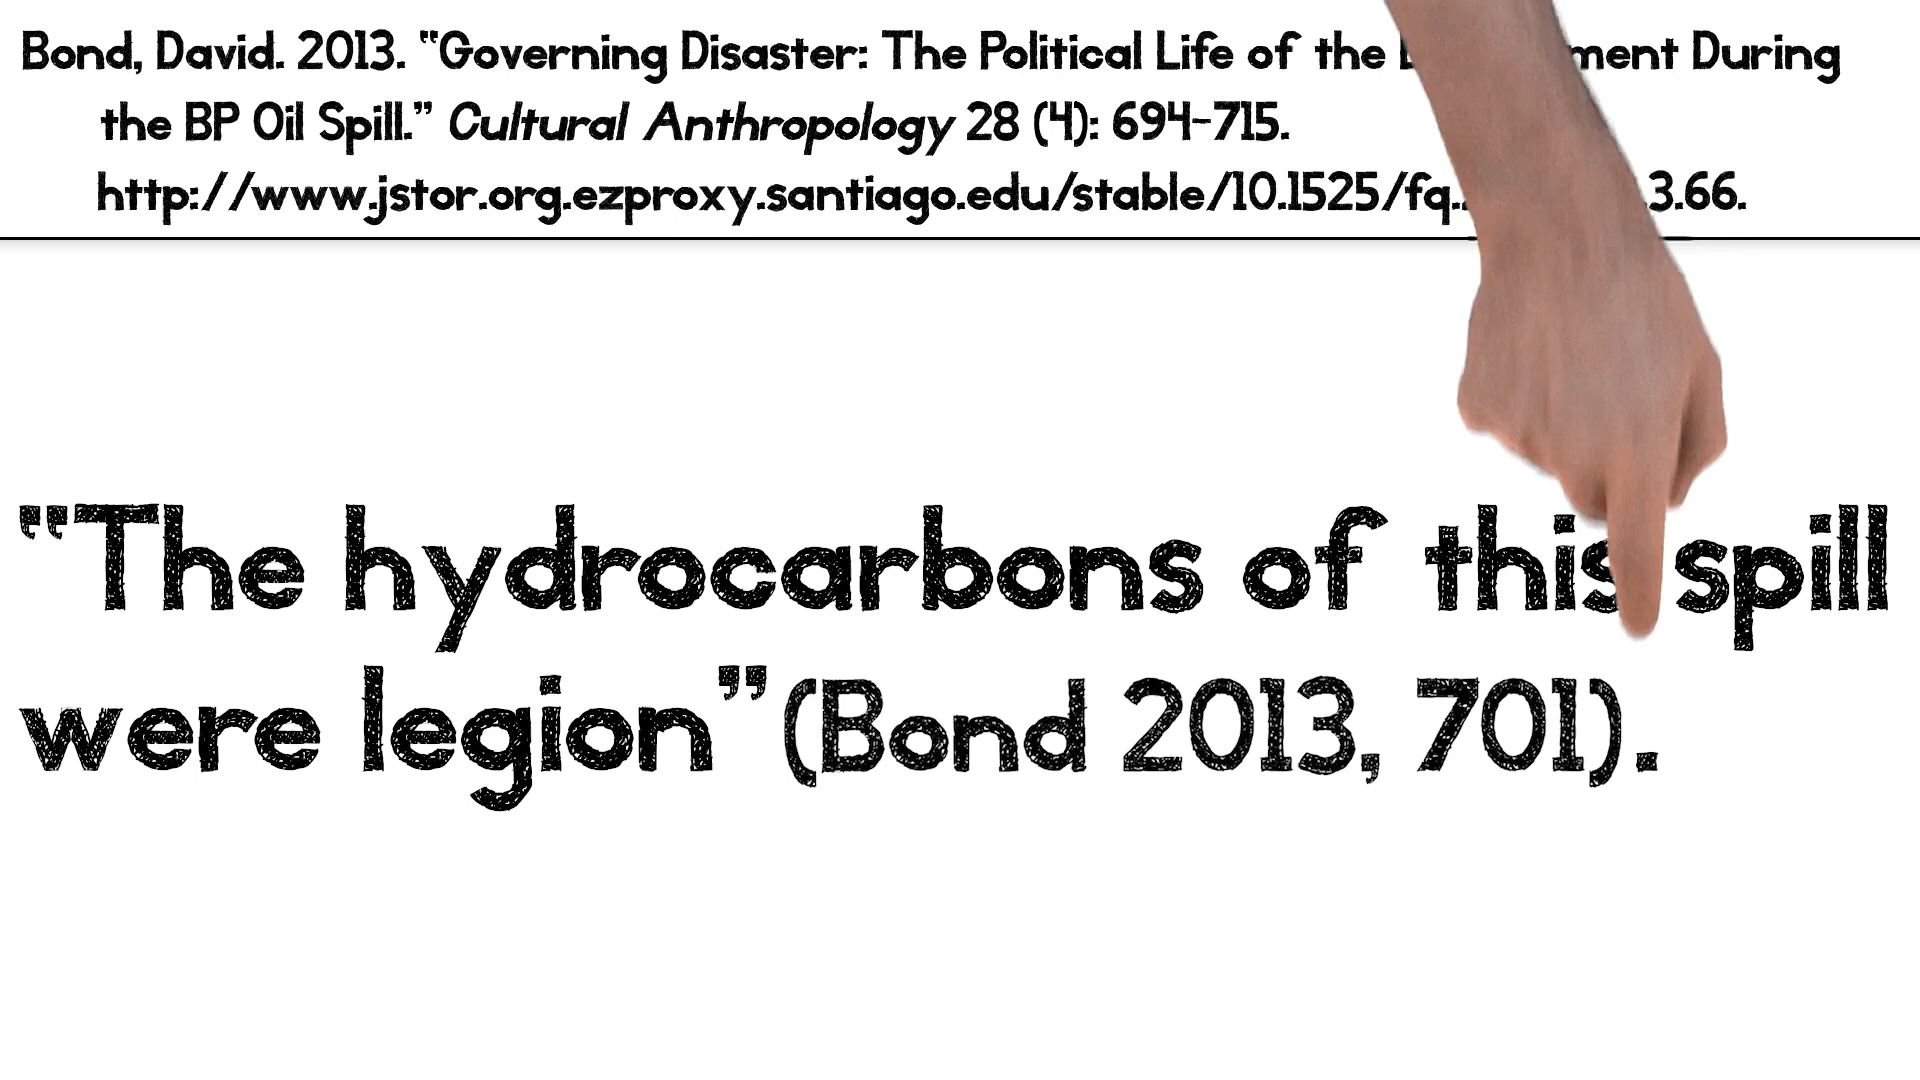 Bond, David. 2013. “Governing Disaster: The Political Life of the During
the BP Oil Spill.” Cultural Anthropology 28 (4): 694-715.
http://www.jstor.org.ezproxy.santiago.edu/stable/10.1525/fq. .3.66.
“The hydrocarbons of this spill
were legion”(Bond 2013, 701).